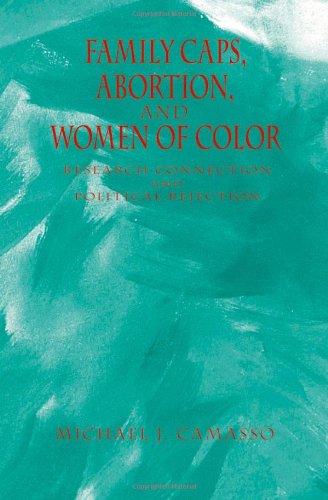 FAMILY CAPS,
ABORTION,
AND
WOMEN OF COLOR
RESEARCH CONNECTION
AND
POLITICAL REJECTION
MICHAEL J. CAMASSO